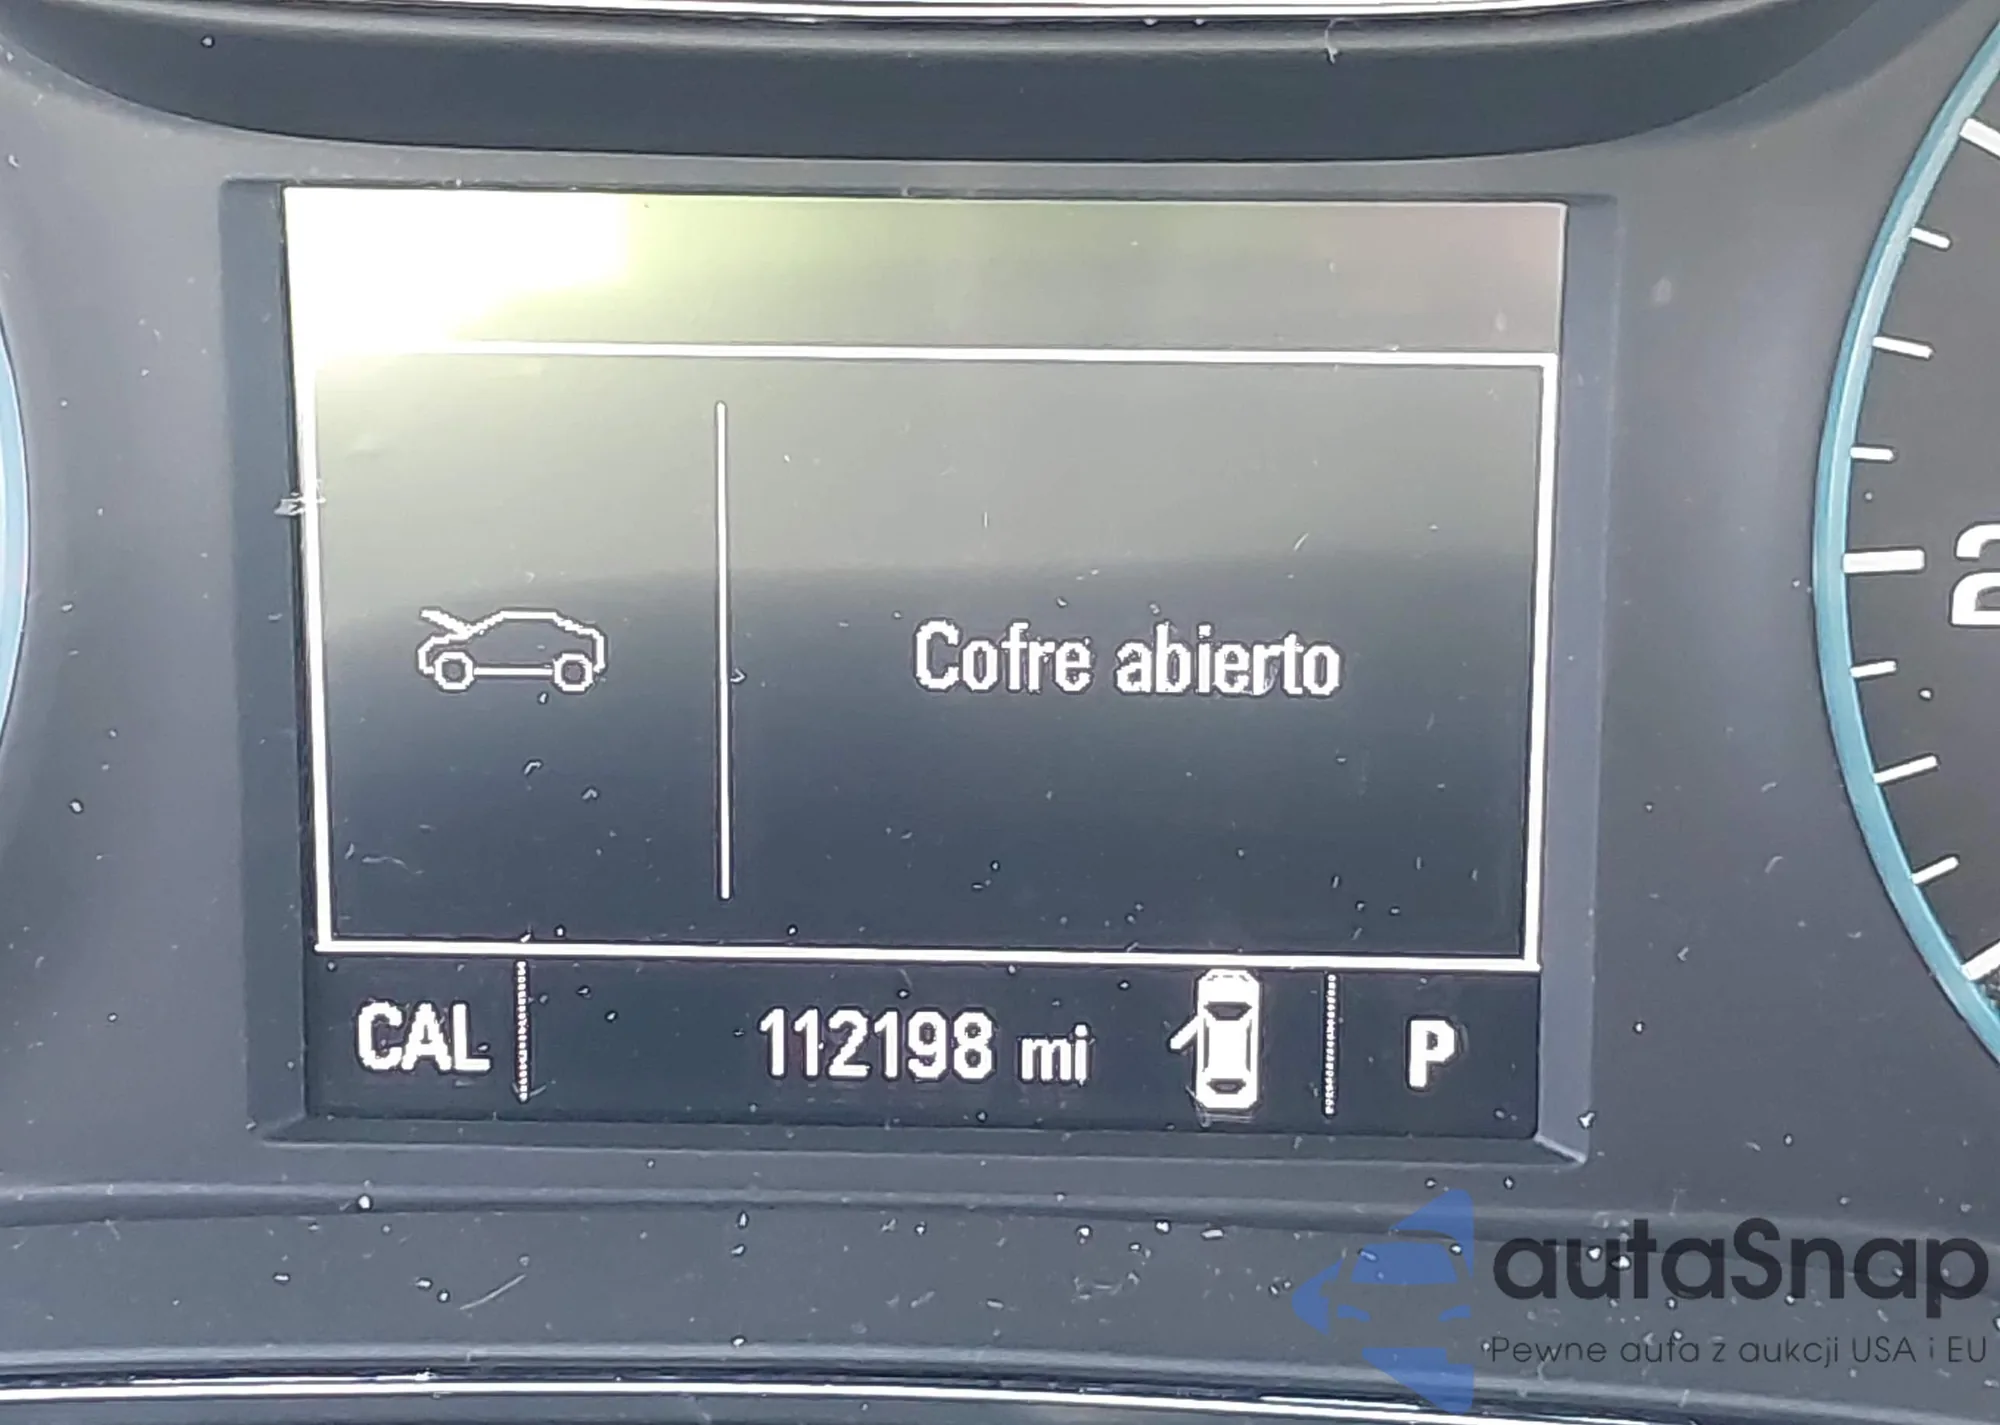 Cofre abierto
CAL 112198 mi P
autaSnap
Pewne auta z aukcji USA i EU